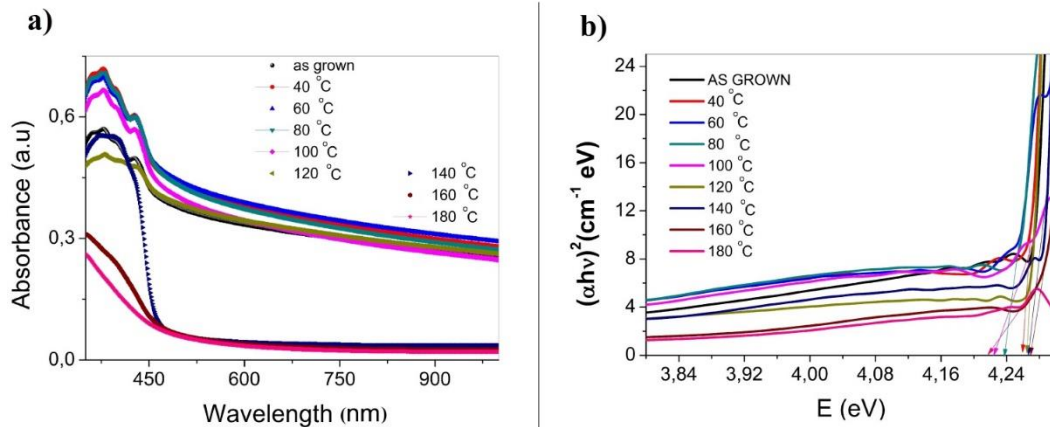 a)
Absorbance (a.u)
0,6
0,3
0,0
450
600
750
900
Wavelength (nm)
as grown
40 °C
60 °C
80 °C
100 °C
120 °C
140 °C
160 °C
180 °C
b)
(αhν)²(cm⁻¹ eV)
24
20
16
12
8
4
0
3,84
3,92
4,00
4,08
4,16
4,24
E (eV)
AS GROWN
40 °C
60 °C
80 °C
100 °C
120 °C
140 °C
160 °C
180 °C